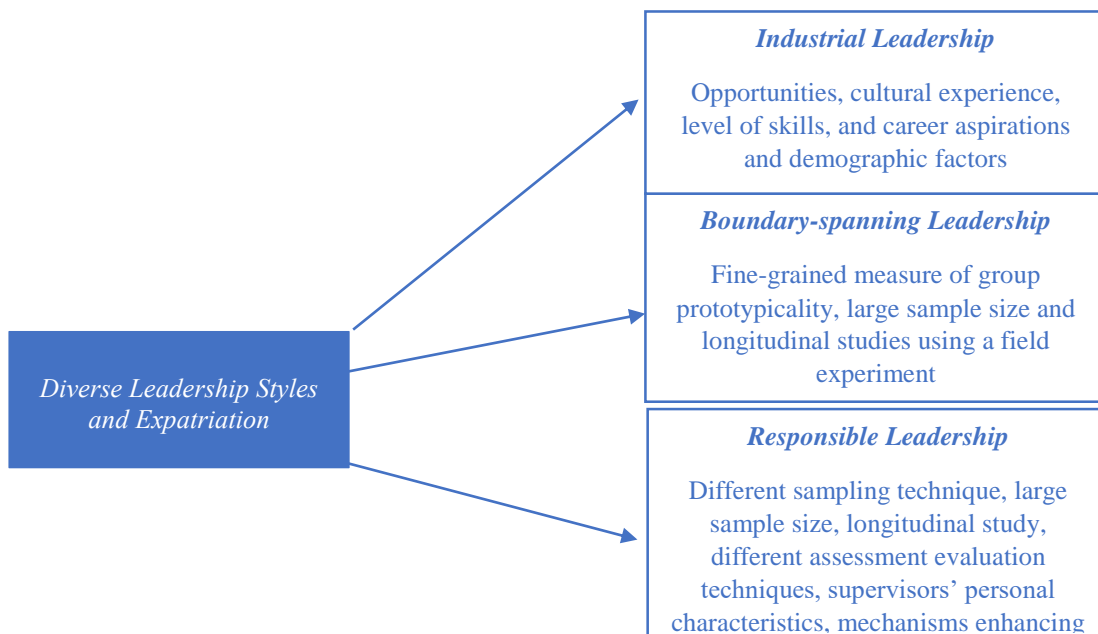 Industrial Leadership
Opportunities, cultural experience,
level of skills, and career aspirations
and demographic factors
Boundary-spanning Leadership
Fine-grained measure of group
prototypicality, large sample size and
longitudinal studies using a field
experiment
Diverse Leadership Styles
and Expatriation
Responsible Leadership
Different sampling technique, large
sample size, longitudinal study,
different assessment evaluation
techniques, supervisors’ personal
characteristics, mechanisms enhancing